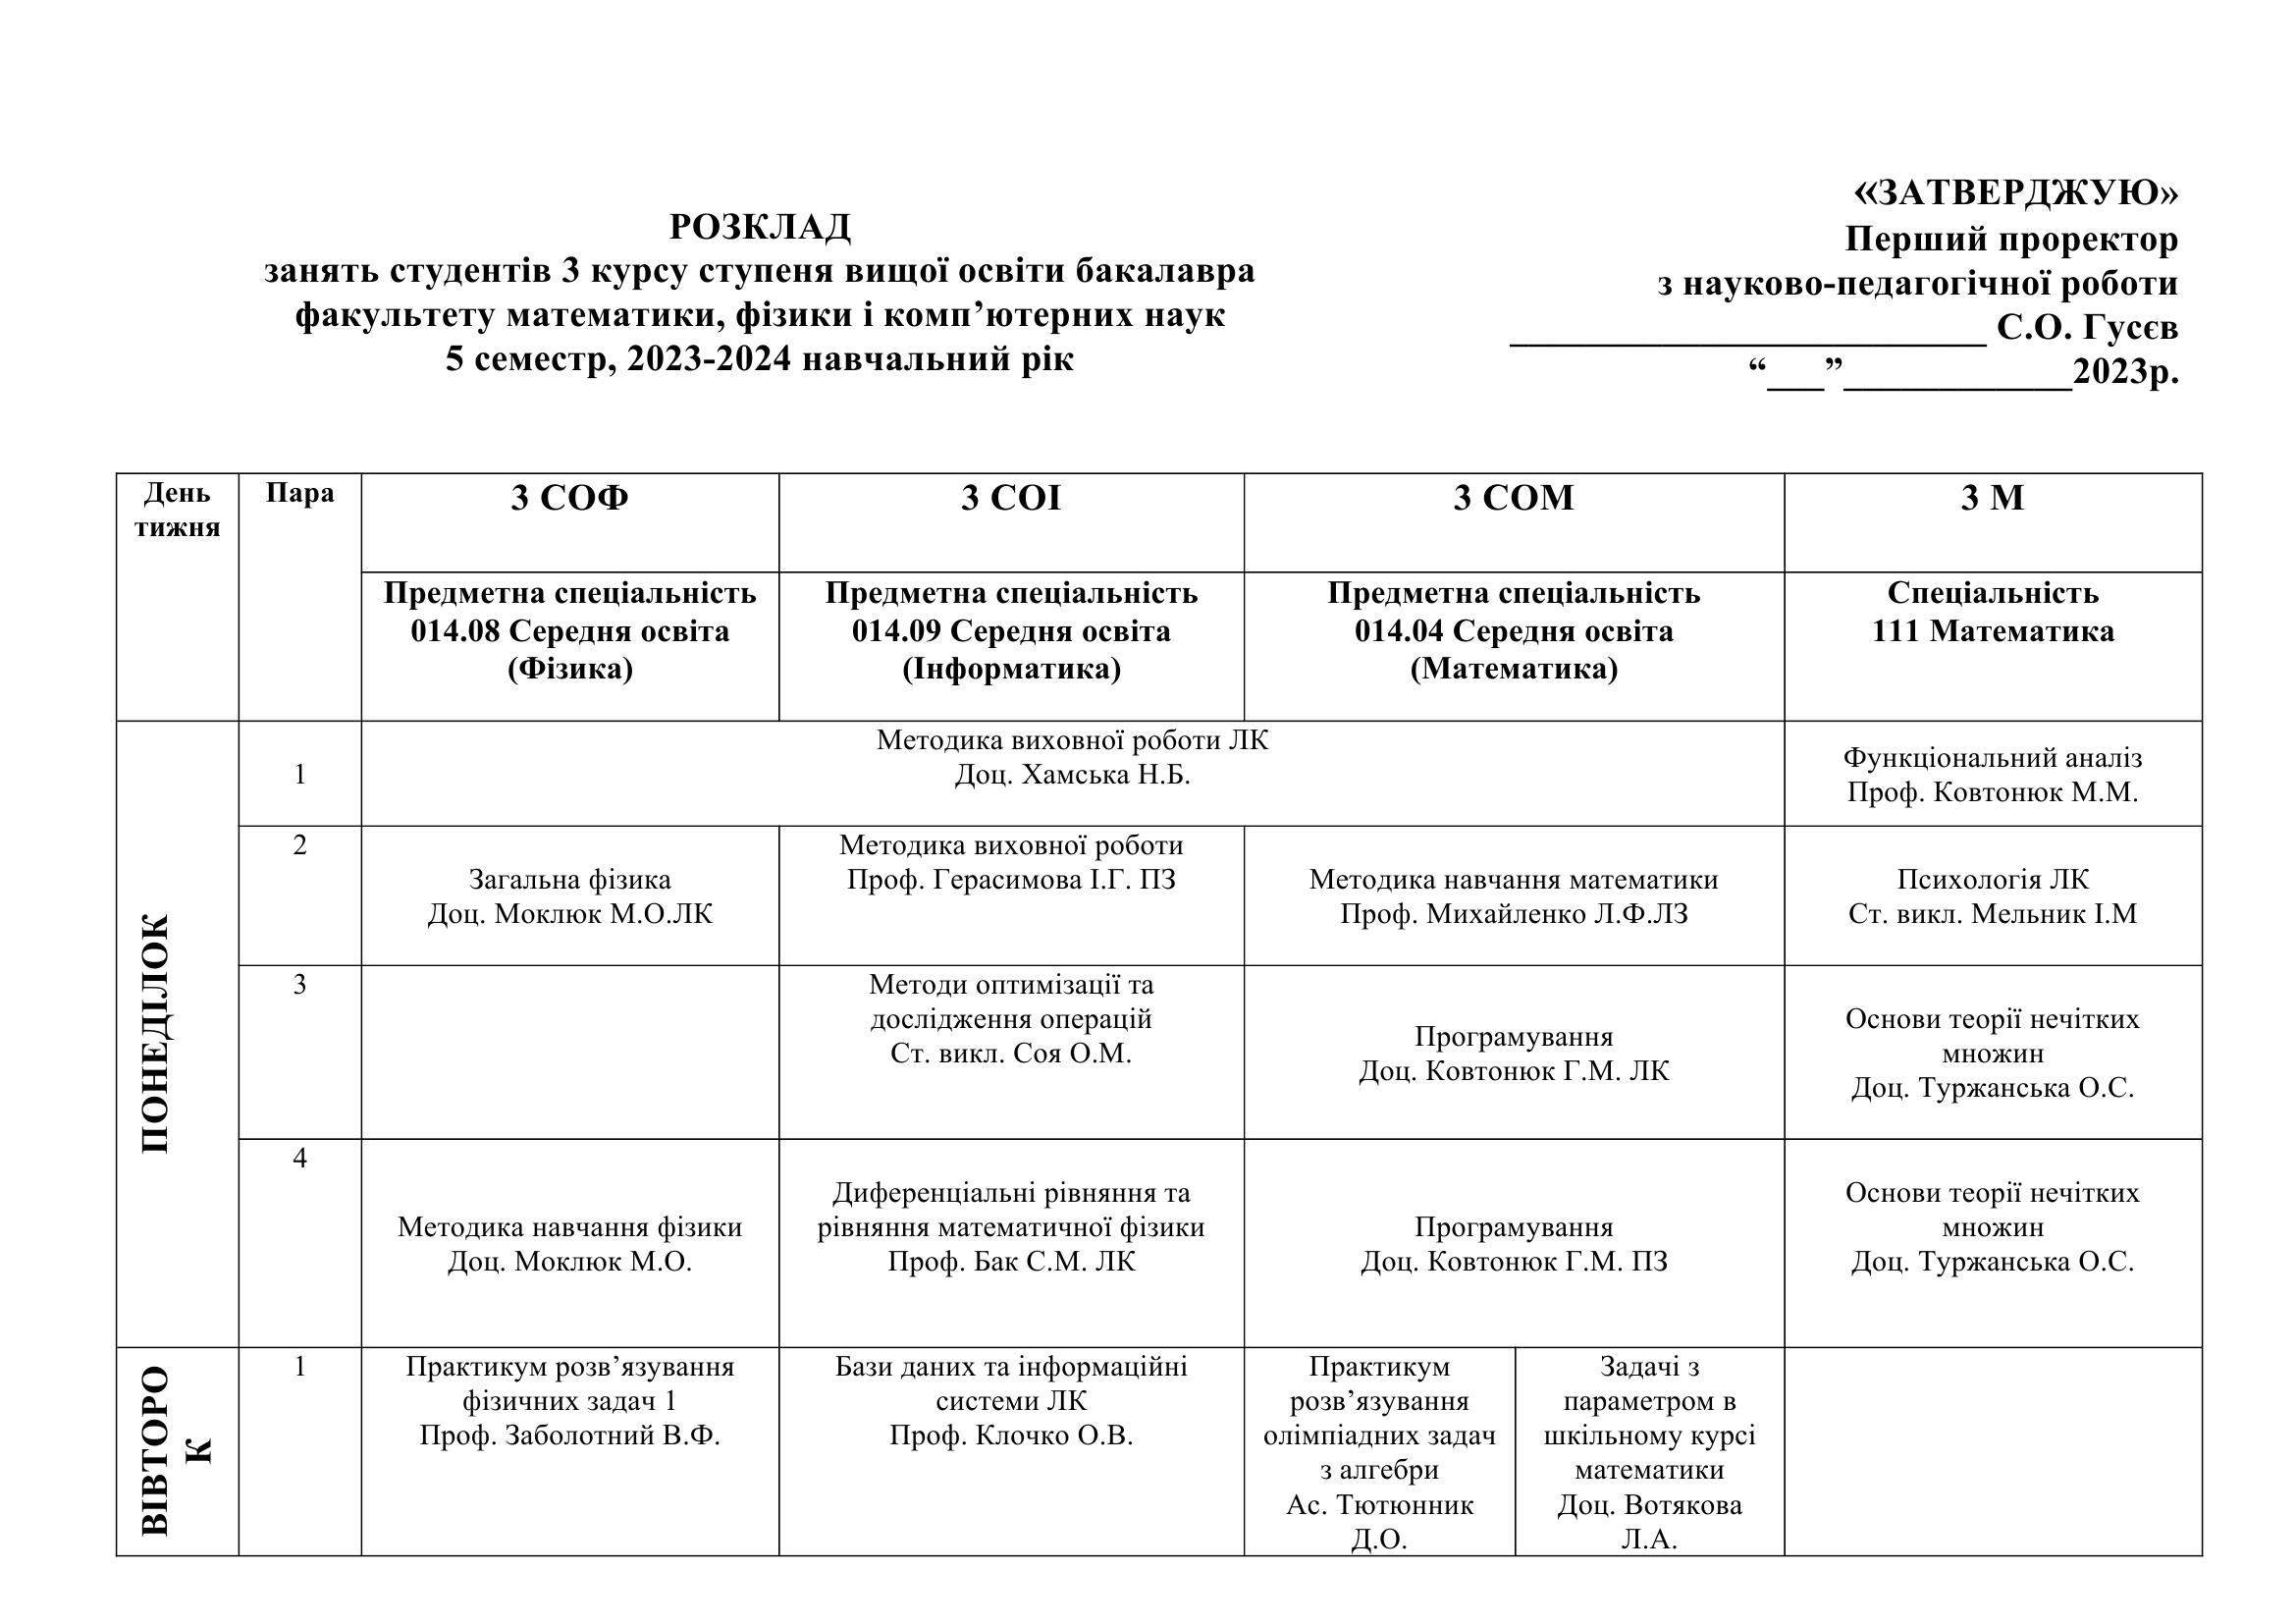 РОЗКЛАД
занять студентів 3 курсу ступеня вищої освіти бакалавра
факультету математики, фізики і комп’ютерних наук
5 семестр, 2023-2024 навчальний рік
«ЗАТВЕРДЖУЮ»
Перший проректор
з науково-педагогічної роботи
_________________________ С.О. Гусєв
“___”____________2023р.
День
тижня
Пара
3 СОФ
3 СОІ
3 СОМ
3 М
Предметна спеціальність
014.08 Середня освіта
(Фізика)
Предметна спеціальність
014.09 Середня освіта
(Інформатика)
Предметна спеціальність
014.04 Середня освіта
(Математика)
Спеціальність
111 Математика
ПОНЕДІЛОК
1
Методика виховної роботи ЛК
Доц. Хамська Н.Б.
Функціональний аналіз
Проф. Ковтонюк М.М.
2
Загальна фізика
Доц. Моклюк М.О.ЛК
Методика виховної роботи
Проф. Герасимова І.Г. ПЗ
Методика навчання математики
Проф. Михайленко Л.Ф.ЛЗ
Психологія ЛК
Ст. викл. Мельник І.М
3
Методи оптимізації та
дослідження операцій
Ст. викл. Соя О.М.
Програмування
Доц. Ковтонюк Г.М. ЛК
Основи теорії нечітких
множин
Доц. Туржанська О.С.
4
Методика навчання фізики
Доц. Моклюк М.О.
Диференціальні рівняння та
рівняння математичної фізики
Проф. Бак С.М. ЛК
Програмування
Доц. Ковтонюк Г.М. ПЗ
Основи теорії нечітких
множин
Доц. Туржанська О.С.
ВІВТОРО
К
1
Практикум розв’язування
фізичних задач 1
Проф. Заболотний В.Ф.
Бази даних та інформаційні
системи ЛК
Проф. Клочко О.В.
Практикум
розв’язування
олімпіадних задач
з алгебри
Ас. Тютюнник
Д.О.
Задачі з
параметром в
шкільному курсі
математики
Доц. Вотякова
Л.А.